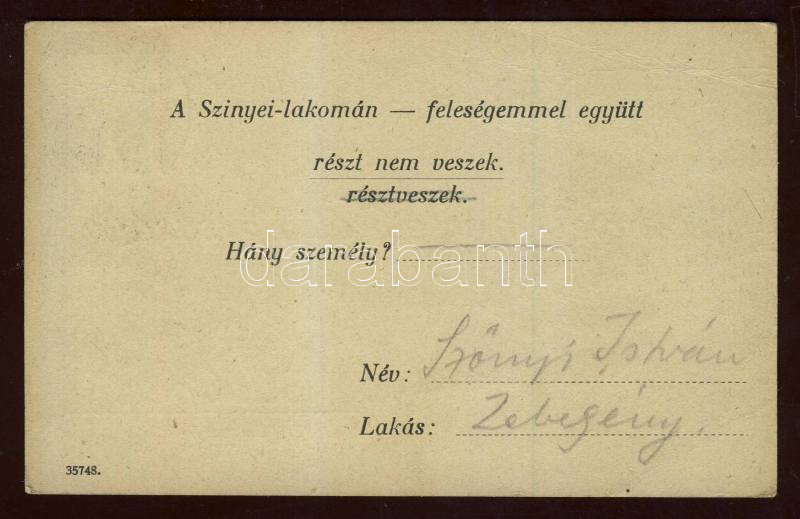 A Szinyei-lakomán — feleségemmel együtt
részt nem veszek.
résztveszek.
Hány személy?
darabanth
Név: Szőnyi István
Lakás: Zebegény.
35748.